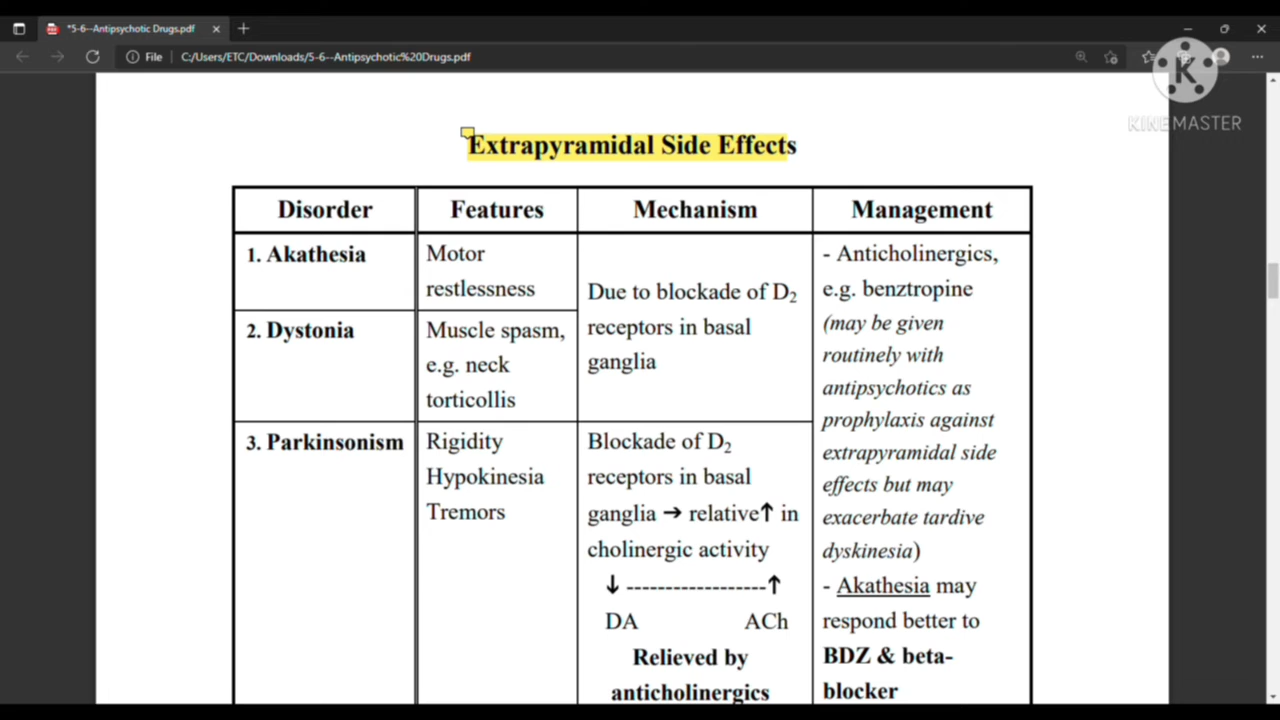 *5-6--Antipsychotic Drugs.pdf
File
C:/Users/ETC/Downloads/5-6--Antipsychotic%20Drugs.pdf
K
KINEMASTER
Extrapyramidal Side Effects
Disorder
Features
Mechanism
Management
1. Akathesia
Motor
restlessness
2. Dystonia
Muscle spasm,
e.g. neck
torticollis
Due to blockade of D₂
receptors in basal
ganglia
3. Parkinsonism
Rigidity
Hypokinesia
Tremors
Blockade of D₂
receptors in basal
ganglia ➔ relative↑ in
cholinergic activity
↓ ------------------↑
DA ACh
Relieved by
anticholinergics
- Anticholinergics,
e.g. benztropine
(may be given
routinely with
antipsychotics as
prophylaxis against
extrapyramidal side
effects but may
exacerbate tardive
dyskinesia)
- Akathesia may
respond better to
BDZ & beta-
blocker